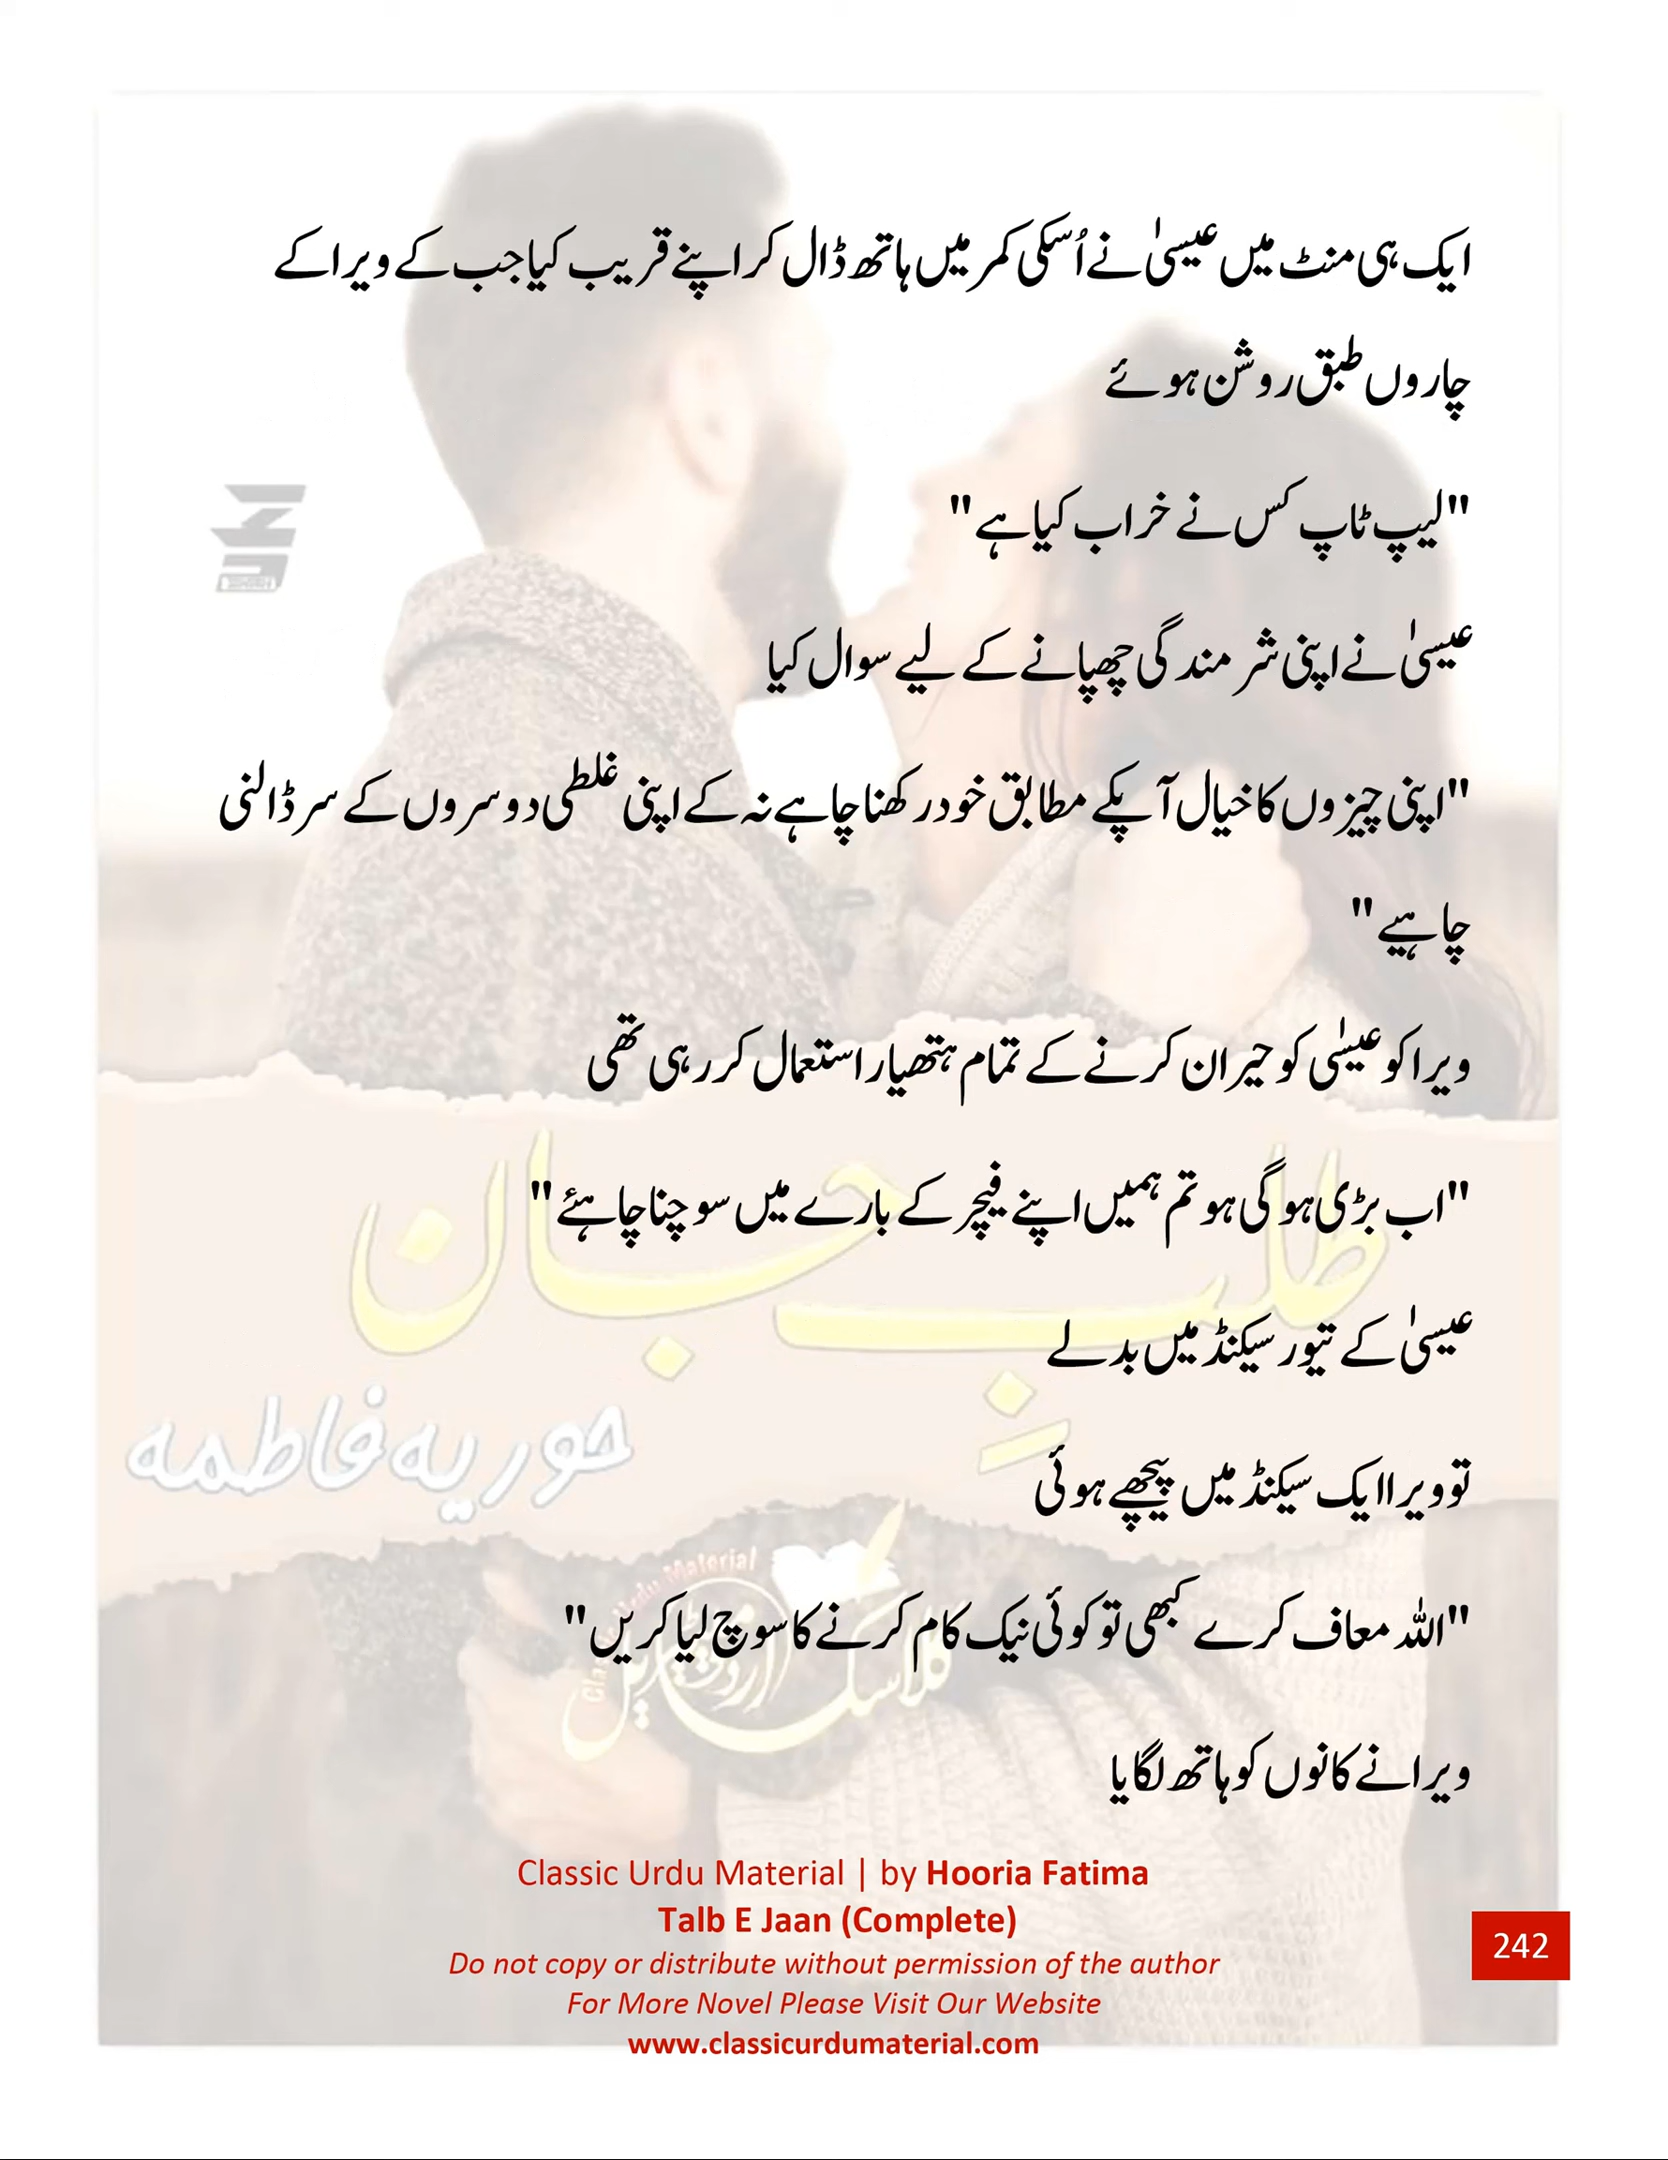 ایک ہی منٹ میں عیسیٰ نے اُسکی کمر میں ہاتھ ڈال کر اپنے قریب کیا جب کے ویرا کے
چاروں طبق روشن ہوئے
"لیپ ٹاپ کس نے خراب کیا ہے"
عیسیٰ نے اپنی شرمندگی چھپانے کے لیے سوال کیا
"اپنی چیزوں کا خیال آپکے مطابق خود رکھنا چاہے نہ کے اپنی غلطی دوسروں کے سر ڈالنی
چاہیے"
ویرا کو عیسٰی کو حیران کرنے کے تمام ہتھیار استعمال کر رہی تھی
"اب بڑی ہو گی ہو تم ہمیں اپنے فیچر کے بارے میں سوچنا چاہئے"
طلبِ جان
عیسیٰ کے تیور سیکنڈ میں بدلے
حوریہ فاطمہ
تو ویرا ایک سیکنڈ میں پیچھے ہوئی
Classic Urdu Material
"اللہ معاف کرے کبھی تو کوئی نیک کام کرنے کا سوچ لیا کریں"
کلاسک اردو میٹیریل
ویرا نے کانوں کو ہاتھ لگایا
Classic Urdu Material | by Hooria Fatima
Talb E Jaan (Complete)
242
Do not copy or distribute without permission of the author
For More Novel Please Visit Our Website
www.classicurdumaterial.com